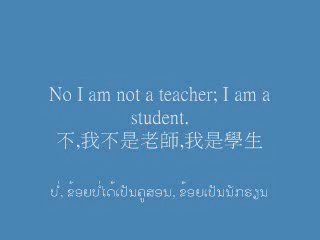 No I am not a teacher; I am a
student.
不,我不是老師,我是學生
ບໍ່, ຂ້ອຍບໍ່ໄດ້ເປັນຄູສອນ, ຂ້ອຍເປັນນັກຮຽນ